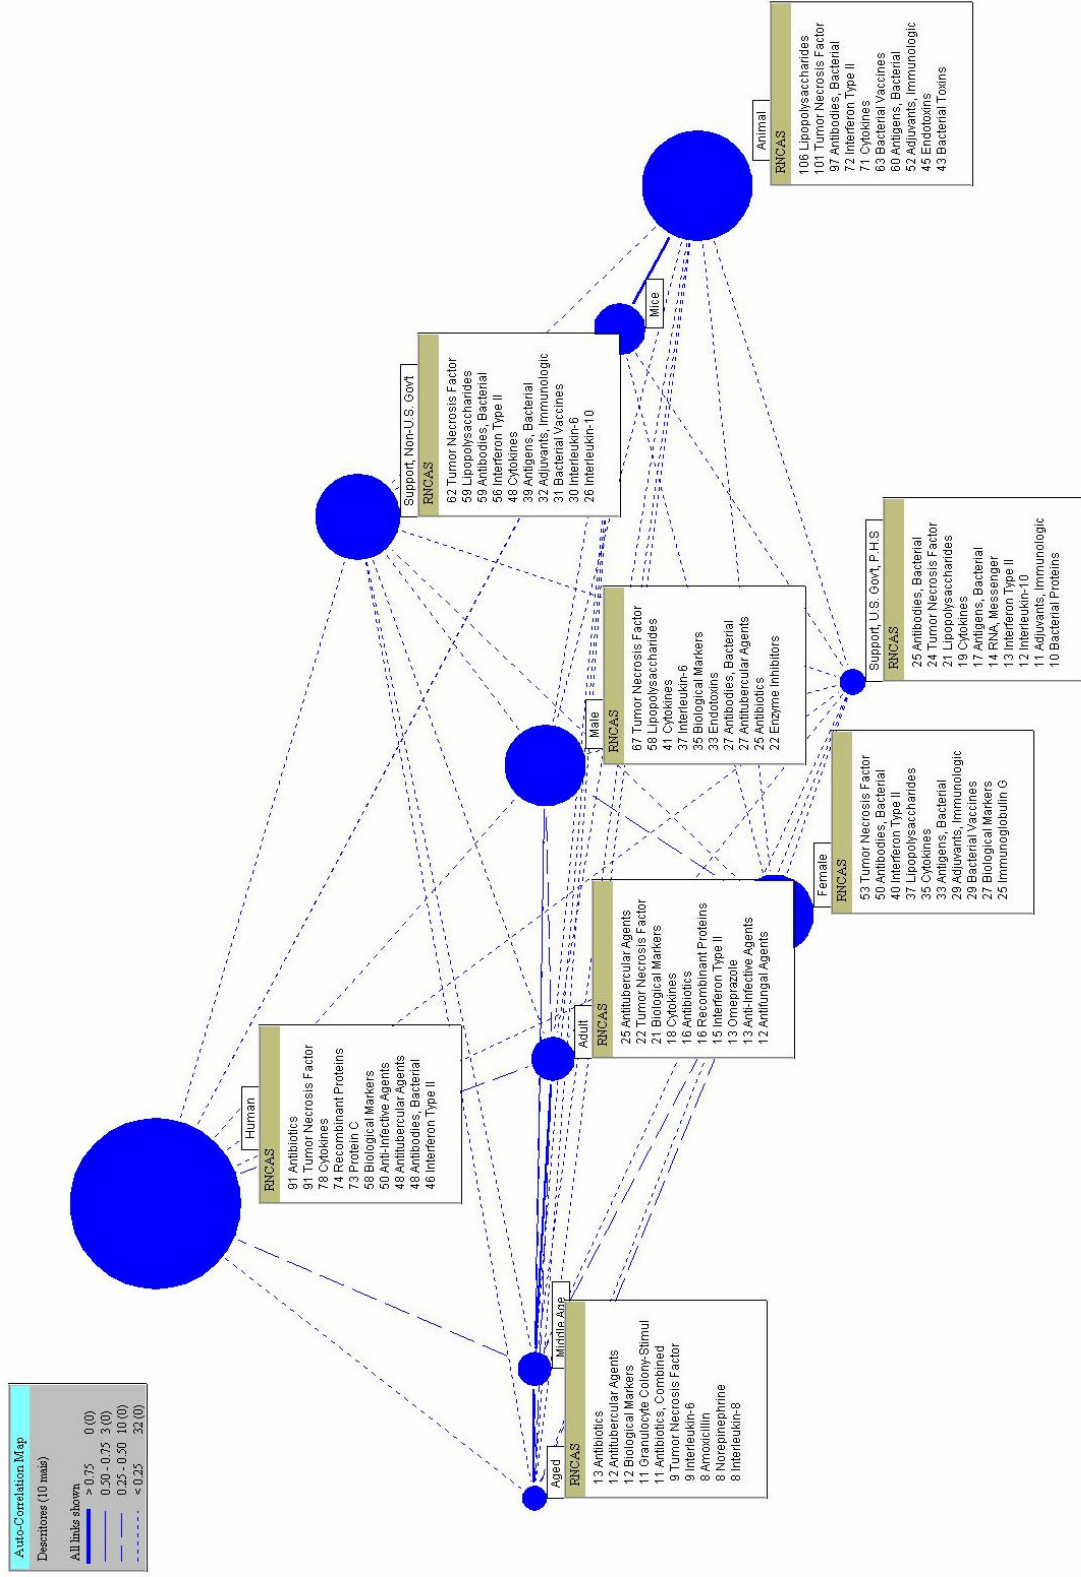 Auto-Correlation Map
Descritores (10 mais)
All links shown
> 0.75 0 (0)
0.50 - 0.75 3 (0)
0.25 - 0.50 10 (0)
< 0.25 32 (0)
Human
RNCAS
91 Antibiotics
91 Tumor Necrosis Factor
78 Cytokines
74 Recombinant Proteins
73 Protein C
58 Biological Markers
50 Anti-Infective Agents
48 Antitubercular Agents
48 Antibodies, Bacterial
46 Interferon Type II
Support, Non-U.S. Gov't
RNCAS
62 Tumor Necrosis Factor
59 Lipopolysaccharides
59 Antibodies, Bacterial
56 Interferon Type II
48 Cytokines
39 Antigens, Bacterial
32 Adjuvants, Immunologic
31 Bacterial Vaccines
30 Interleukin-6
26 Interleukin-10
Mice
Animal
RNCAS
106 Lipopolysaccharides
101 Tumor Necrosis Factor
97 Antibodies, Bacterial
72 Interferon Type II
71 Cytokines
63 Bacterial Vaccines
60 Antigens, Bacterial
52 Adjuvants, Immunologic
45 Endotoxins
43 Bacterial Toxins
Aged
Middle Age
RNCAS
13 Antibiotics
12 Antitubercular Agents
12 Biological Markers
11 Granulocyte Colony-Stimul
11 Antibiotics, Combined
9 Tumor Necrosis Factor
9 Interleukin-6
8 Amoxicillin
8 Norepinephrine
8 Interleukin-8
Adult
RNCAS
25 Antitubercular Agents
22 Tumor Necrosis Factor
21 Biological Markers
18 Cytokines
16 Antibiotics
16 Recombinant Proteins
15 Interferon Type II
13 Omeprazole
13 Anti-Infective Agents
12 Antifungal Agents
Male
RNCAS
67 Tumor Necrosis Factor
58 Lipopolysaccharides
41 Cytokines
37 Interleukin-6
35 Biological Markers
33 Endotoxins
27 Antibodies, Bacterial
27 Antitubercular Agents
25 Antibiotics
22 Enzyme Inhibitors
Female
RNCAS
53 Tumor Necrosis Factor
50 Antibodies, Bacterial
40 Interferon Type II
37 Lipopolysaccharides
35 Cytokines
33 Antigens, Bacterial
29 Adjuvants, Immunologic
29 Bacterial Vaccines
27 Biological Markers
25 Immunoglobulin G
Support, U.S. Gov't, P.H.S
RNCAS
25 Antibodies, Bacterial
24 Tumor Necrosis Factor
21 Lipopolysaccharides
19 Cytokines
17 Antigens, Bacterial
14 RNA, Messenger
13 Interferon Type II
12 Interleukin-10
11 Adjuvants, Immunologic
10 Bacterial Proteins